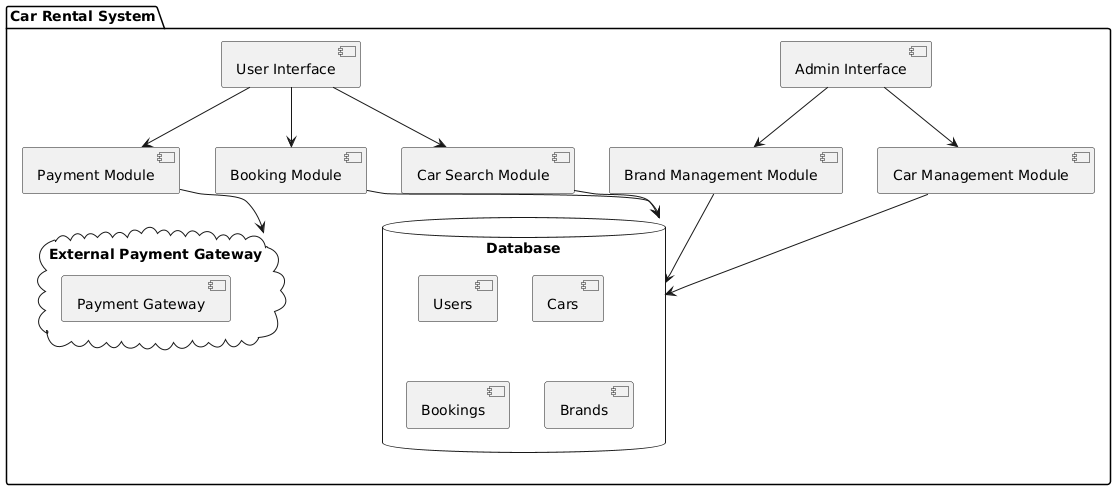 Car Rental System
User Interface
Admin Interface
Payment Module
Booking Module
Car Search Module
Brand Management Module
Car Management Module
External Payment Gateway
Payment Gateway
Database
Users
Cars
Bookings
Brands